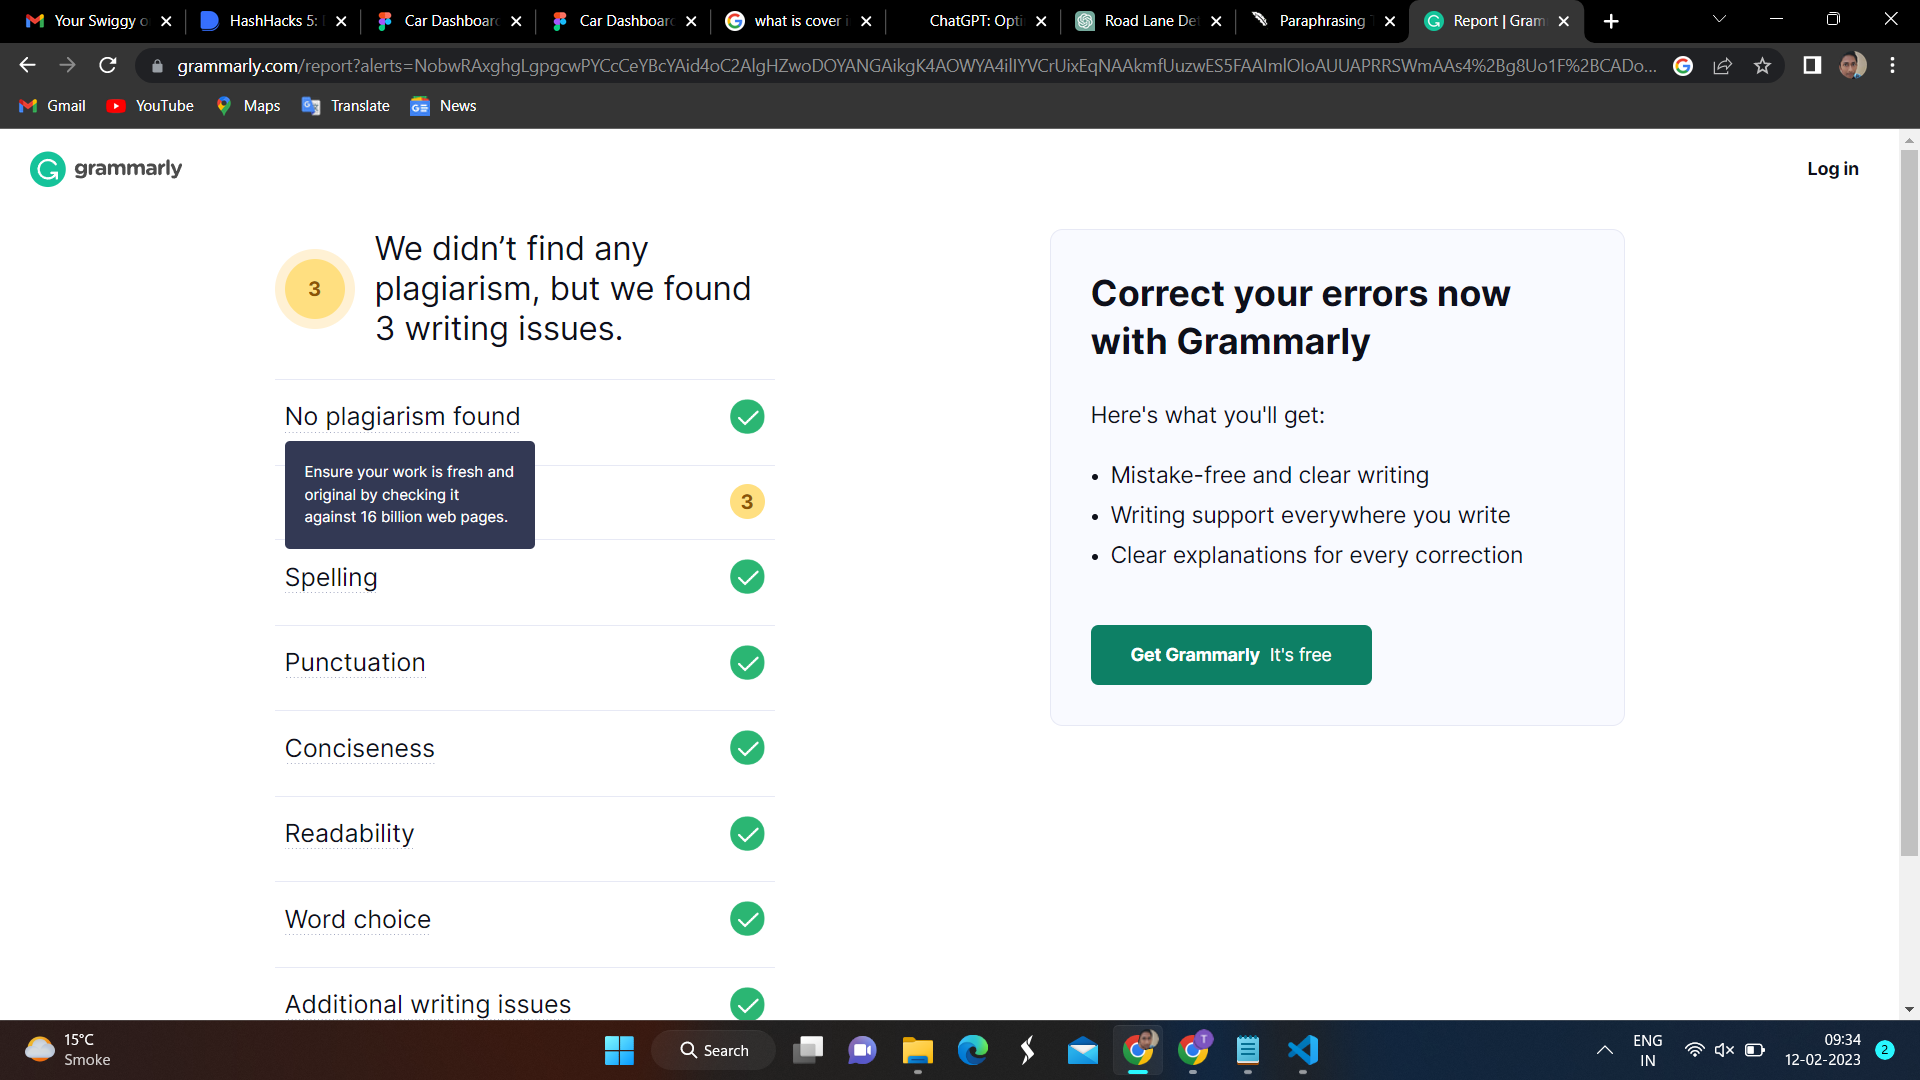 Your Swiggy o
HashHacks 5:
Car Dashboar
Car Dashboar
what is cover i
ChatGPT: Opti
Road Lane De
Paraphrasing T
Report | Gram
grammarly.com/report?alerts=
Gmail
YouTube
Maps
Translate
News
grammarly
Log in
3
We didn’t find any
plagiarism, but we found
3 writing issues.
No plagiarism found
Ensure your work is fresh and
original by checking it
against 16 billion web pages.
3
Spelling
Punctuation
Conciseness
Readability
Word choice
Additional writing issues
Correct your errors now
with Grammarly
Here's what you'll get:
• Mistake-free and clear writing
• Writing support everywhere you write
• Clear explanations for every correction
Get Grammarly It's free
15°C
Smoke
Search
T
ENG
IN
09:34
12-02-2023
2